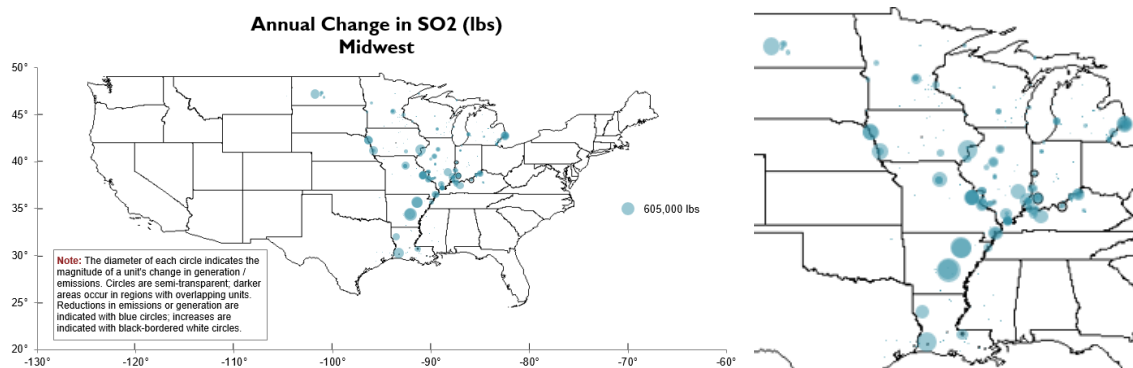 Annual Change in SO2 (lbs)
Midwest
50°
45°
40°
35°
30°
25°
20°
605,000 lbs
Note: The diameter of each circle indicates the
magnitude of a unit's change in generation /
emissions. Circles are semi-transparent; darker
areas occur in regions with overlapping units.
Reductions in emissions or generation are
indicated with blue circles; increases are
indicated with black-bordered white circles.
-130° -120° -110° -100° -90° -80° -70° -60°